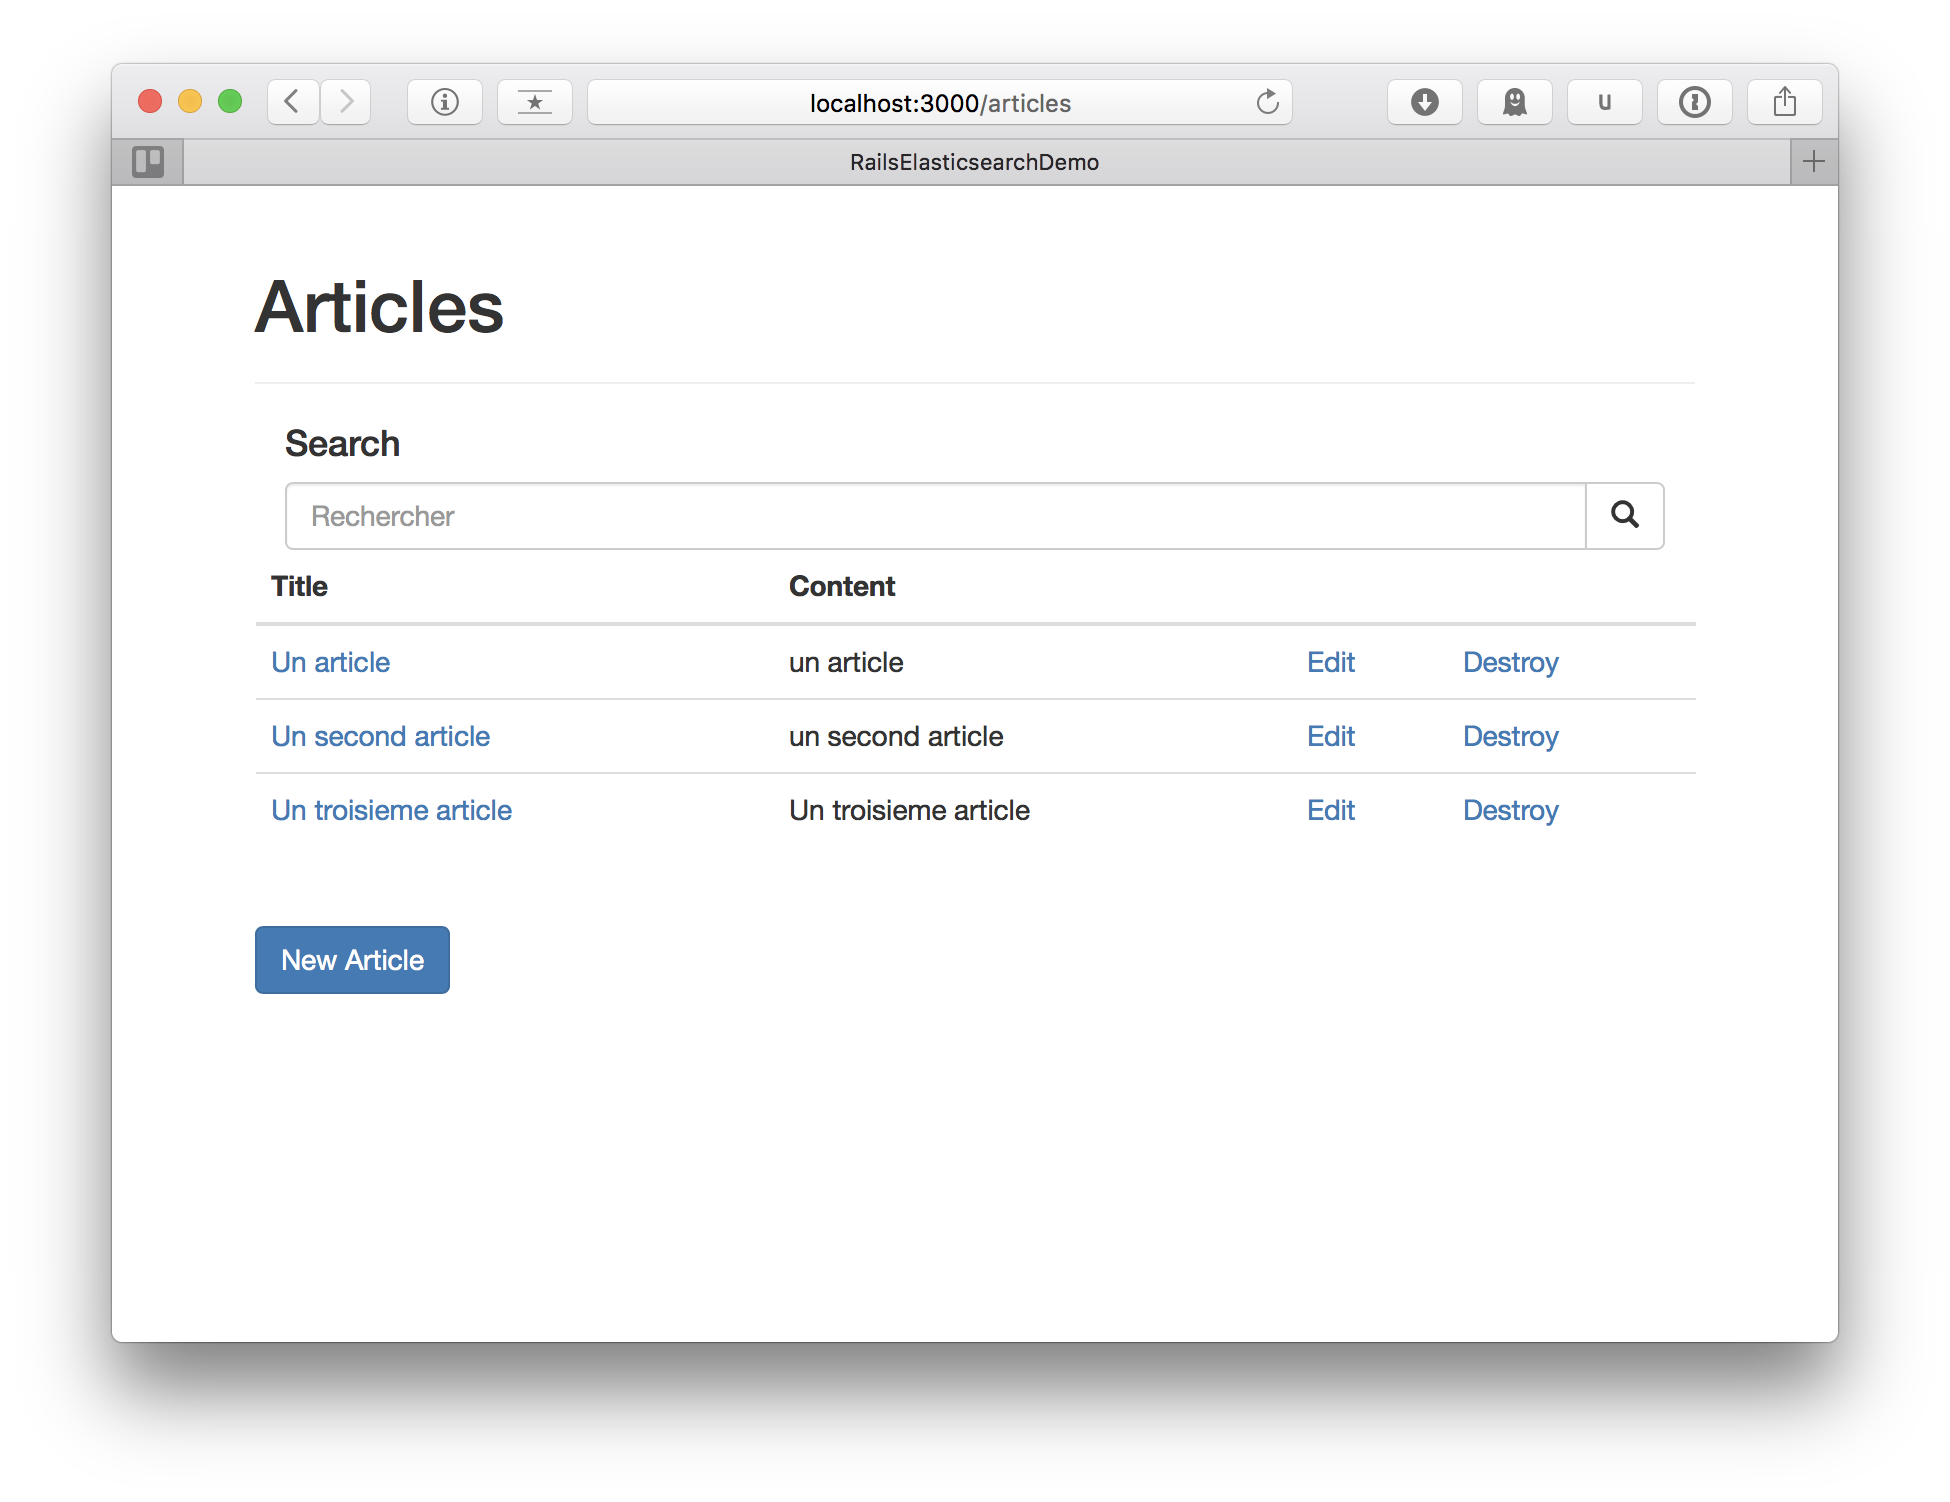 localhost:3000/articles
u
RailsElasticsearchDemo
Articles
Search
Rechercher
Title Content
Un article un article Edit Destroy
Un second article un second article Edit Destroy
Un troisieme article Un troisieme article Edit Destroy
New Article